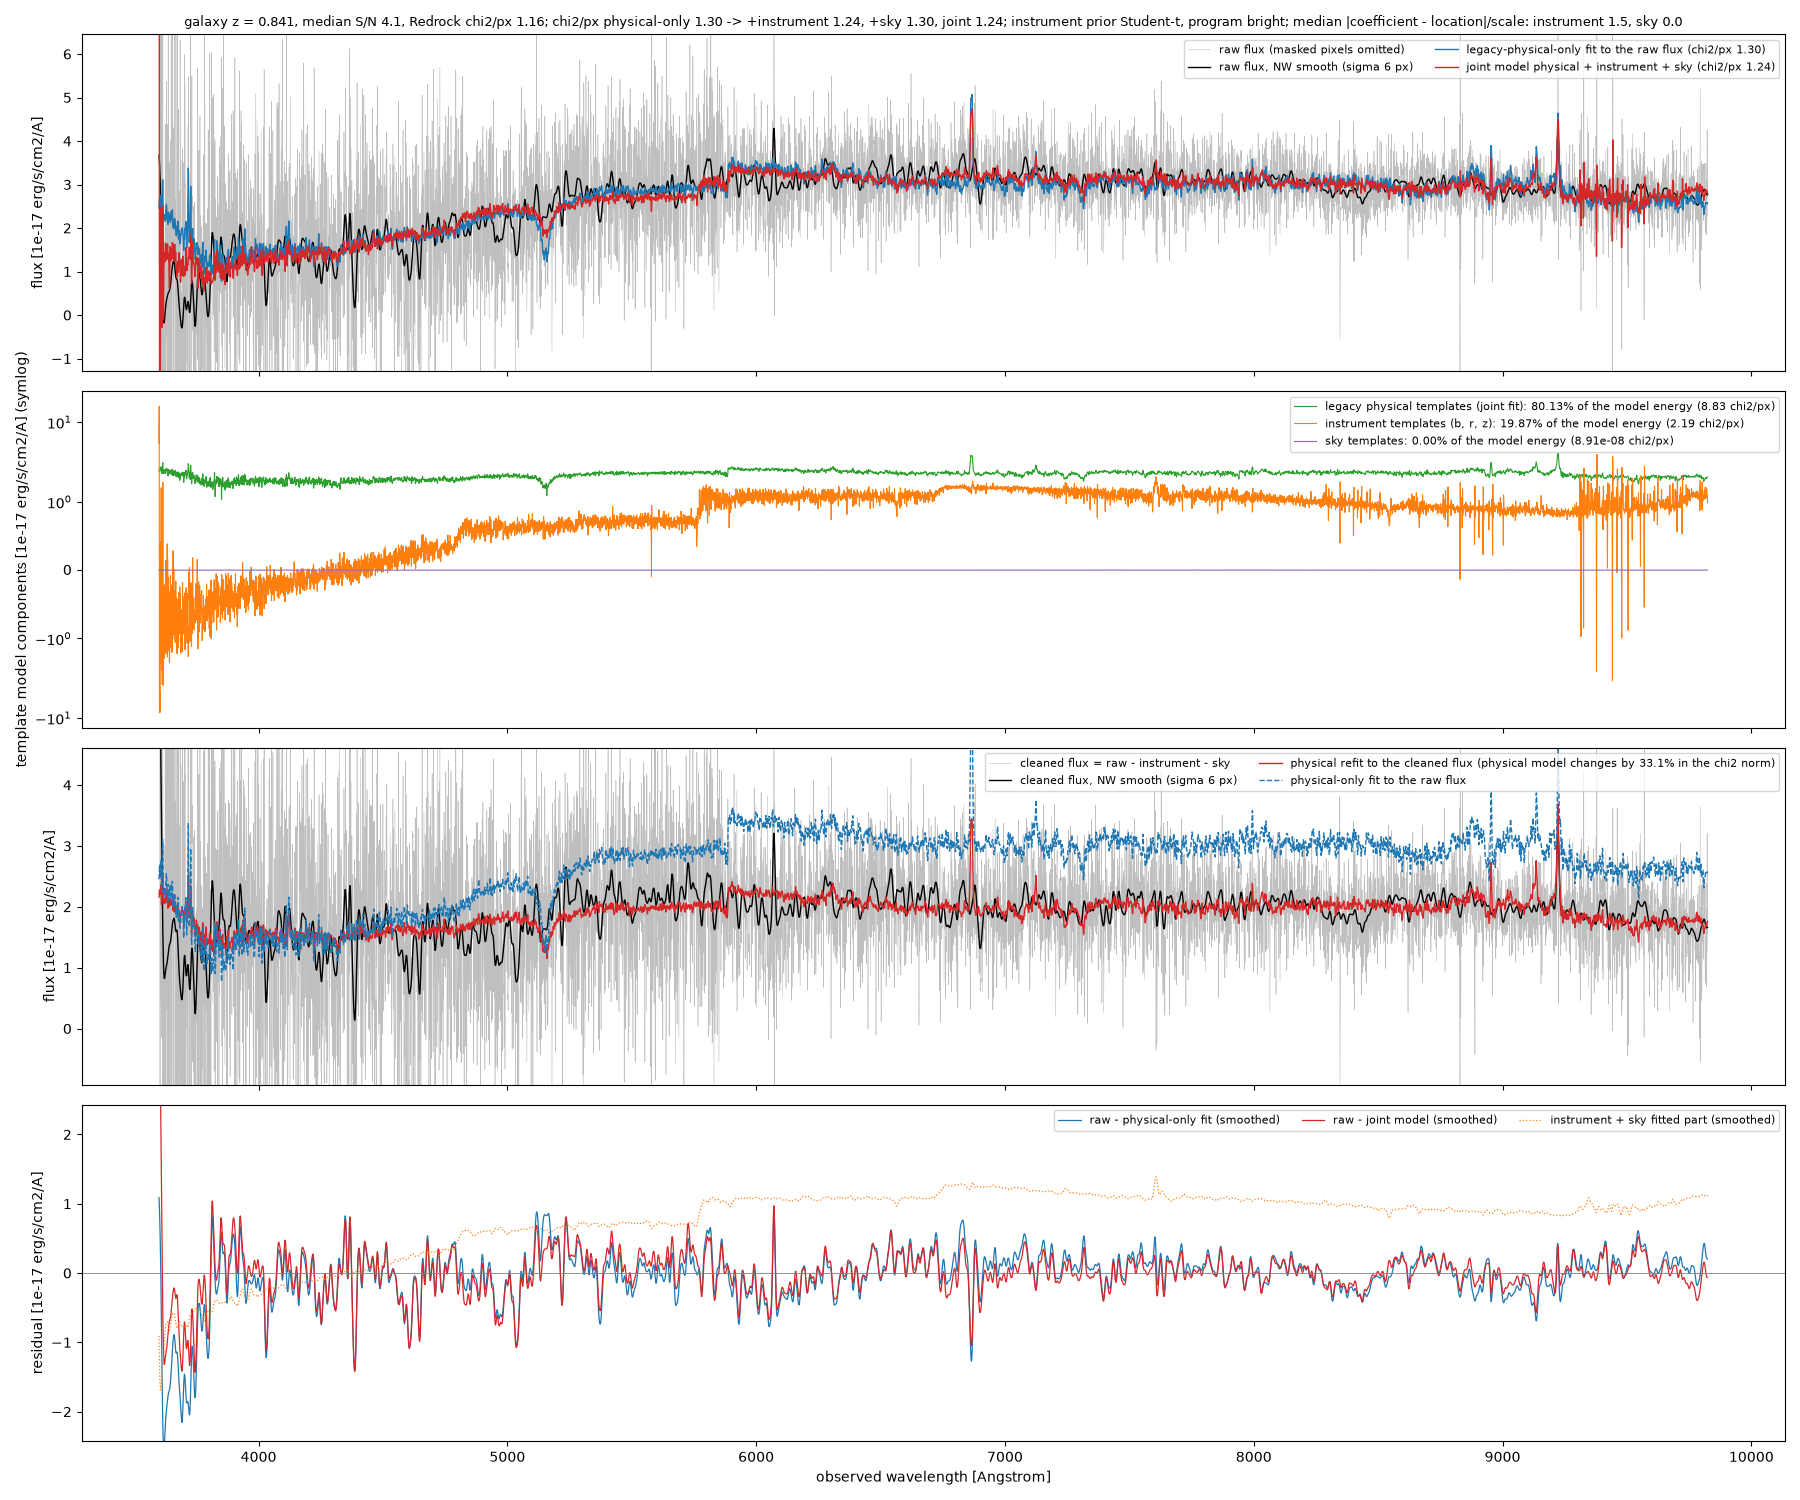 galaxy z = 0.841, median S/N 4.1, Redrock chi2/px 1.16; chi2/px physical-only 1.30 -> +instrument 1.24, +sky 1.30, joint 1.24; instrument prior Student-t, program bright; median |coefficient - location|/scale: instrument 1.5, sky 0.0
raw flux (masked pixels omitted)
raw flux, NW smooth (sigma 6 px)
legacy-physical-only fit to the raw flux (chi2/px 1.30)
joint model physical + instrument + sky (chi2/px 1.24)
flux [1e-17 erg/s/cm2/A]
6
5
4
3
2
1
0
−1
legacy physical templates (joint fit): 80.13% of the model energy (8.83 chi2/px)
instrument templates (b, r, z): 19.87% of the model energy (2.19 chi2/px)
sky templates: 0.00% of the model energy (8.91e-08 chi2/px)
template model components [1e-17 erg/s/cm2/A] (symlog)
10^1
10^0
0
−10^0
−10^1
cleaned flux = raw - instrument - sky
cleaned flux, NW smooth (sigma 6 px)
physical refit to the cleaned flux (physical model changes by 33.1% in the chi2 norm)
physical-only fit to the raw flux
flux [1e-17 erg/s/cm2/A]
4
3
2
1
0
raw - physical-only fit (smoothed)
raw - joint model (smoothed)
instrument + sky fitted part (smoothed)
residual [1e-17 erg/s/cm2/A]
2
1
0
−1
−2
4000
5000
6000
7000
8000
9000
10000
observed wavelength [Angstrom]